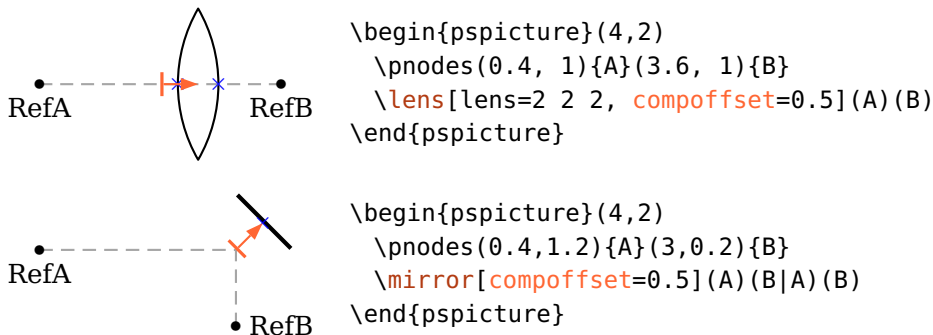 RefA
RefB
\begin{pspicture}(4,2)
  \pnodes(0.4, 1){A}(3.6, 1){B}
  \lens[lens=2 2 2, compoffset=0.5](A)(B)
\end{pspicture}
RefA
RefB
\begin{pspicture}(4,2)
  \pnodes(0.4,1.2){A}(3,0.2){B}
  \mirror[compoffset=0.5](A)(B|A)(B)
\end{pspicture}